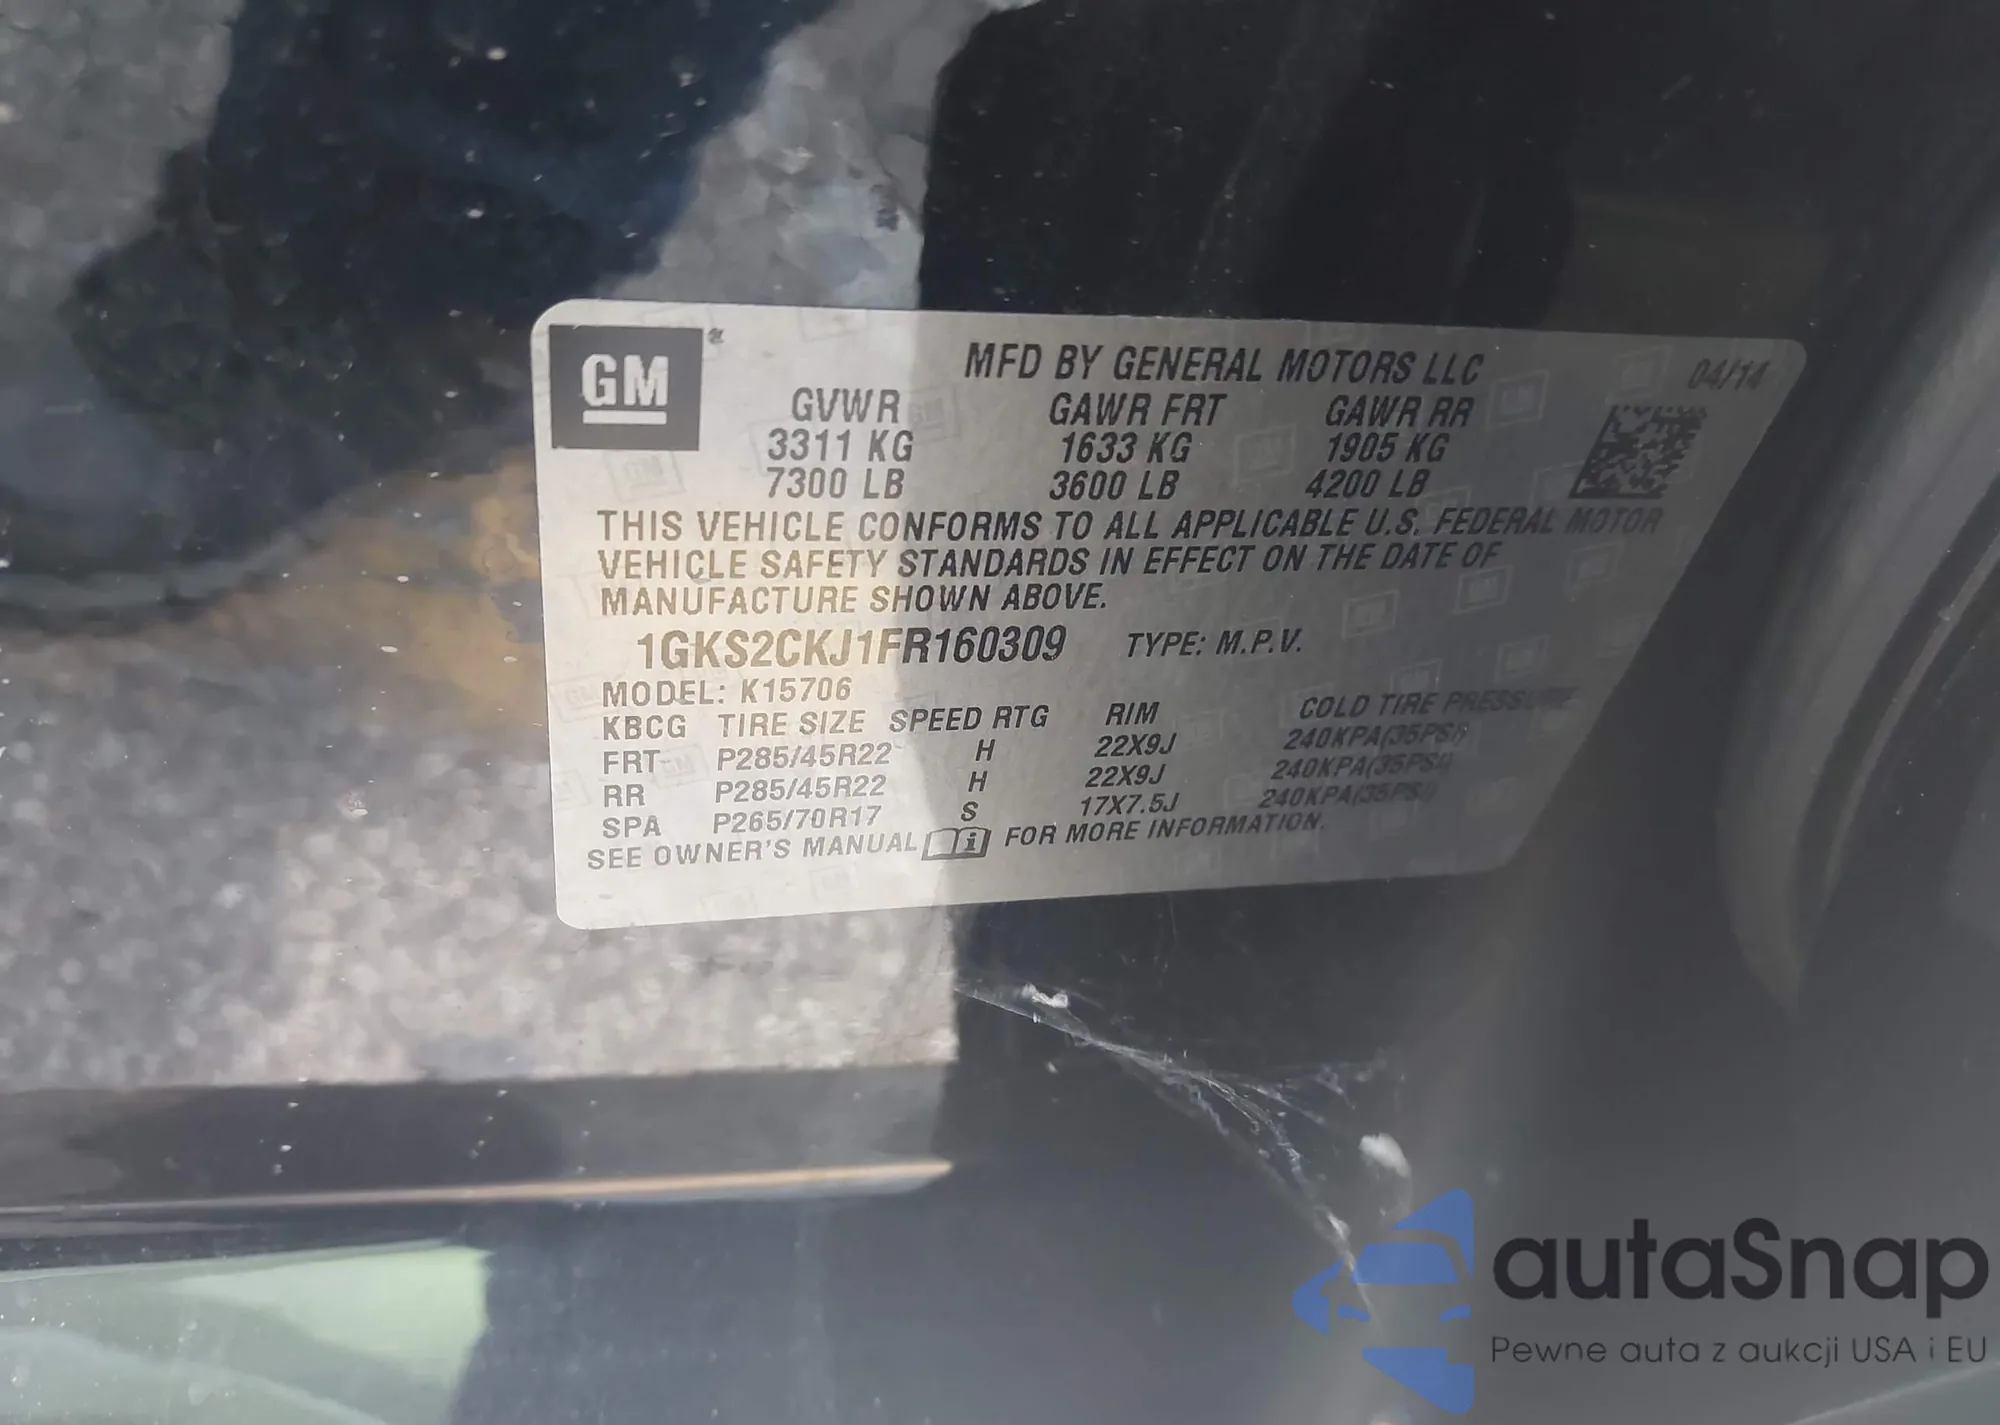 GM
MFD BY GENERAL MOTORS LLC 04/14
GVWR GAWR FRT GAWR RR
3311 KG 1633 KG 1905 KG
7300 LB 3600 LB 4200 LB
THIS VEHICLE CONFORMS TO ALL APPLICABLE U.S. FEDERAL MOTOR
VEHICLE SAFETY STANDARDS IN EFFECT ON THE DATE OF
MANUFACTURE SHOWN ABOVE.
1GKS2CKJ1FR160309 TYPE: M.P.V.
MODEL: K15706
KBCG TIRE SIZE SPEED RTG RIM COLD TIRE PRESSURE
FRT P285/45R22 H 22X9J 240KPA(35PSI)
RR P285/45R22 H 22X9J 240KPA(35PSI)
SPA P265/70R17 S 17X7.5J 240KPA(35PSI)
SEE OWNER'S MANUAL i FOR MORE INFORMATION.
autaSnap
Pewne auta z aukcji USA i EU